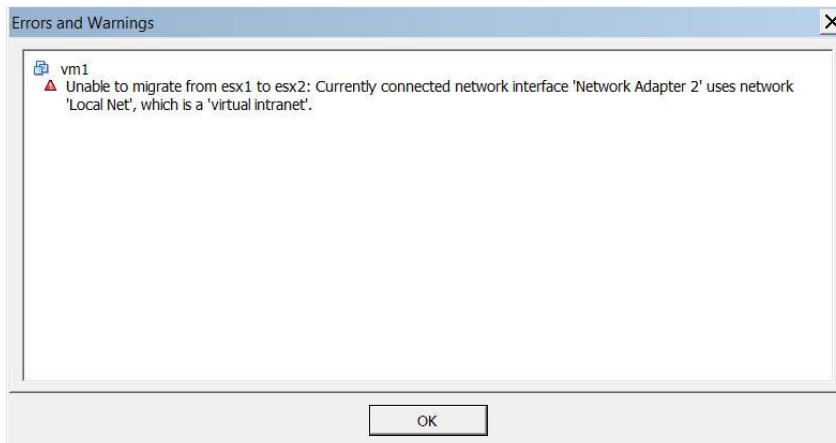 Errors and Warnings
vm1
Unable to migrate from esx1 to esx2: Currently connected network interface 'Network Adapter 2' uses network
'Local Net', which is a 'virtual intranet'.
OK